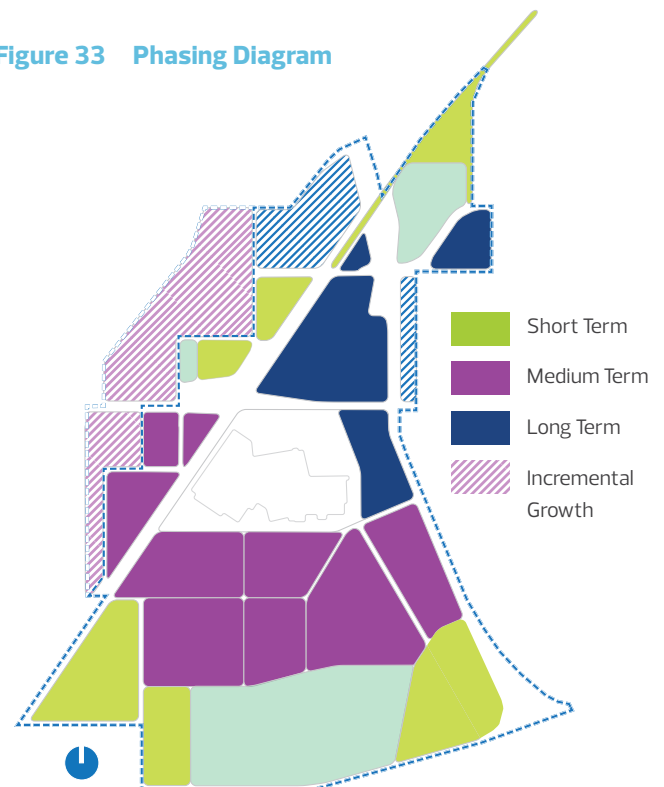 Figure 33 Phasing Diagram
Short Term
Medium Term
Long Term
Incremental
Growth